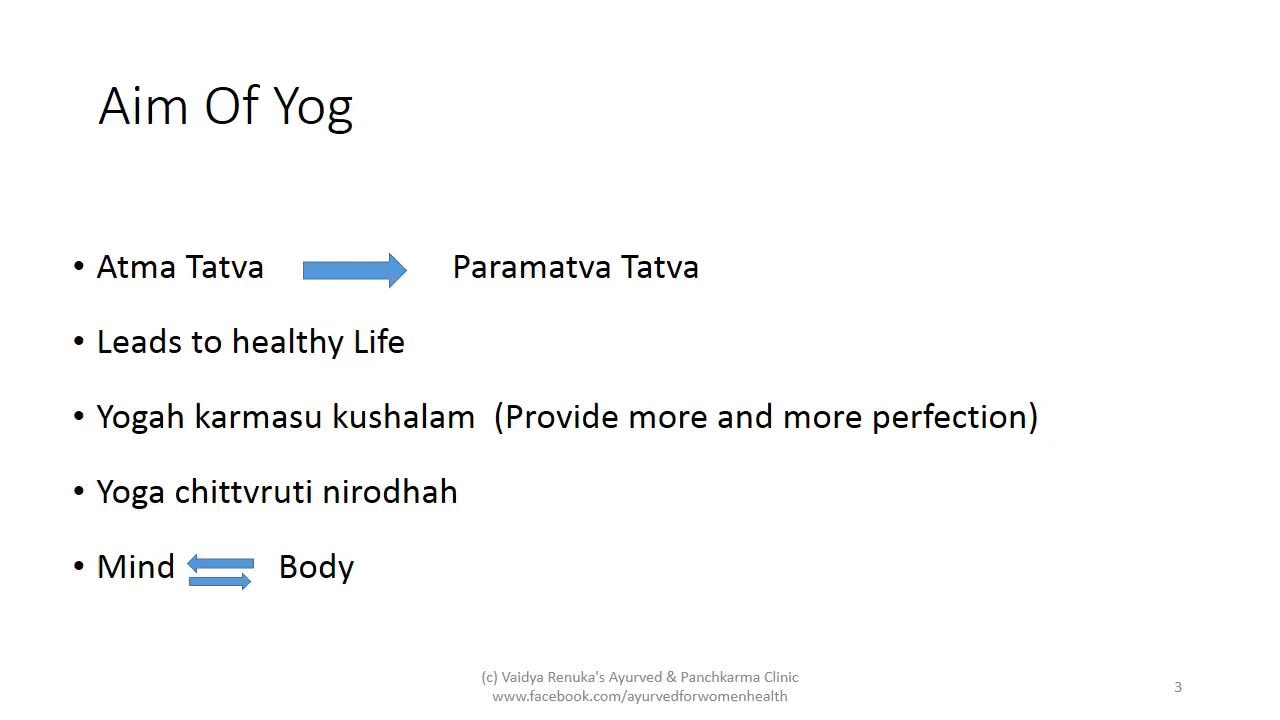 Aim Of Yog
• Atma Tatva Paramatva Tatva
• Leads to healthy Life
• Yogah karmasu kushalam (Provide more and more perfection)
• Yoga chittvruti nirodhah
• Mind Body
(c) Vaidya Renuka's Ayurved & Panchkarma Clinic
www.facebook.com/ayurvedforwomenhealth
3